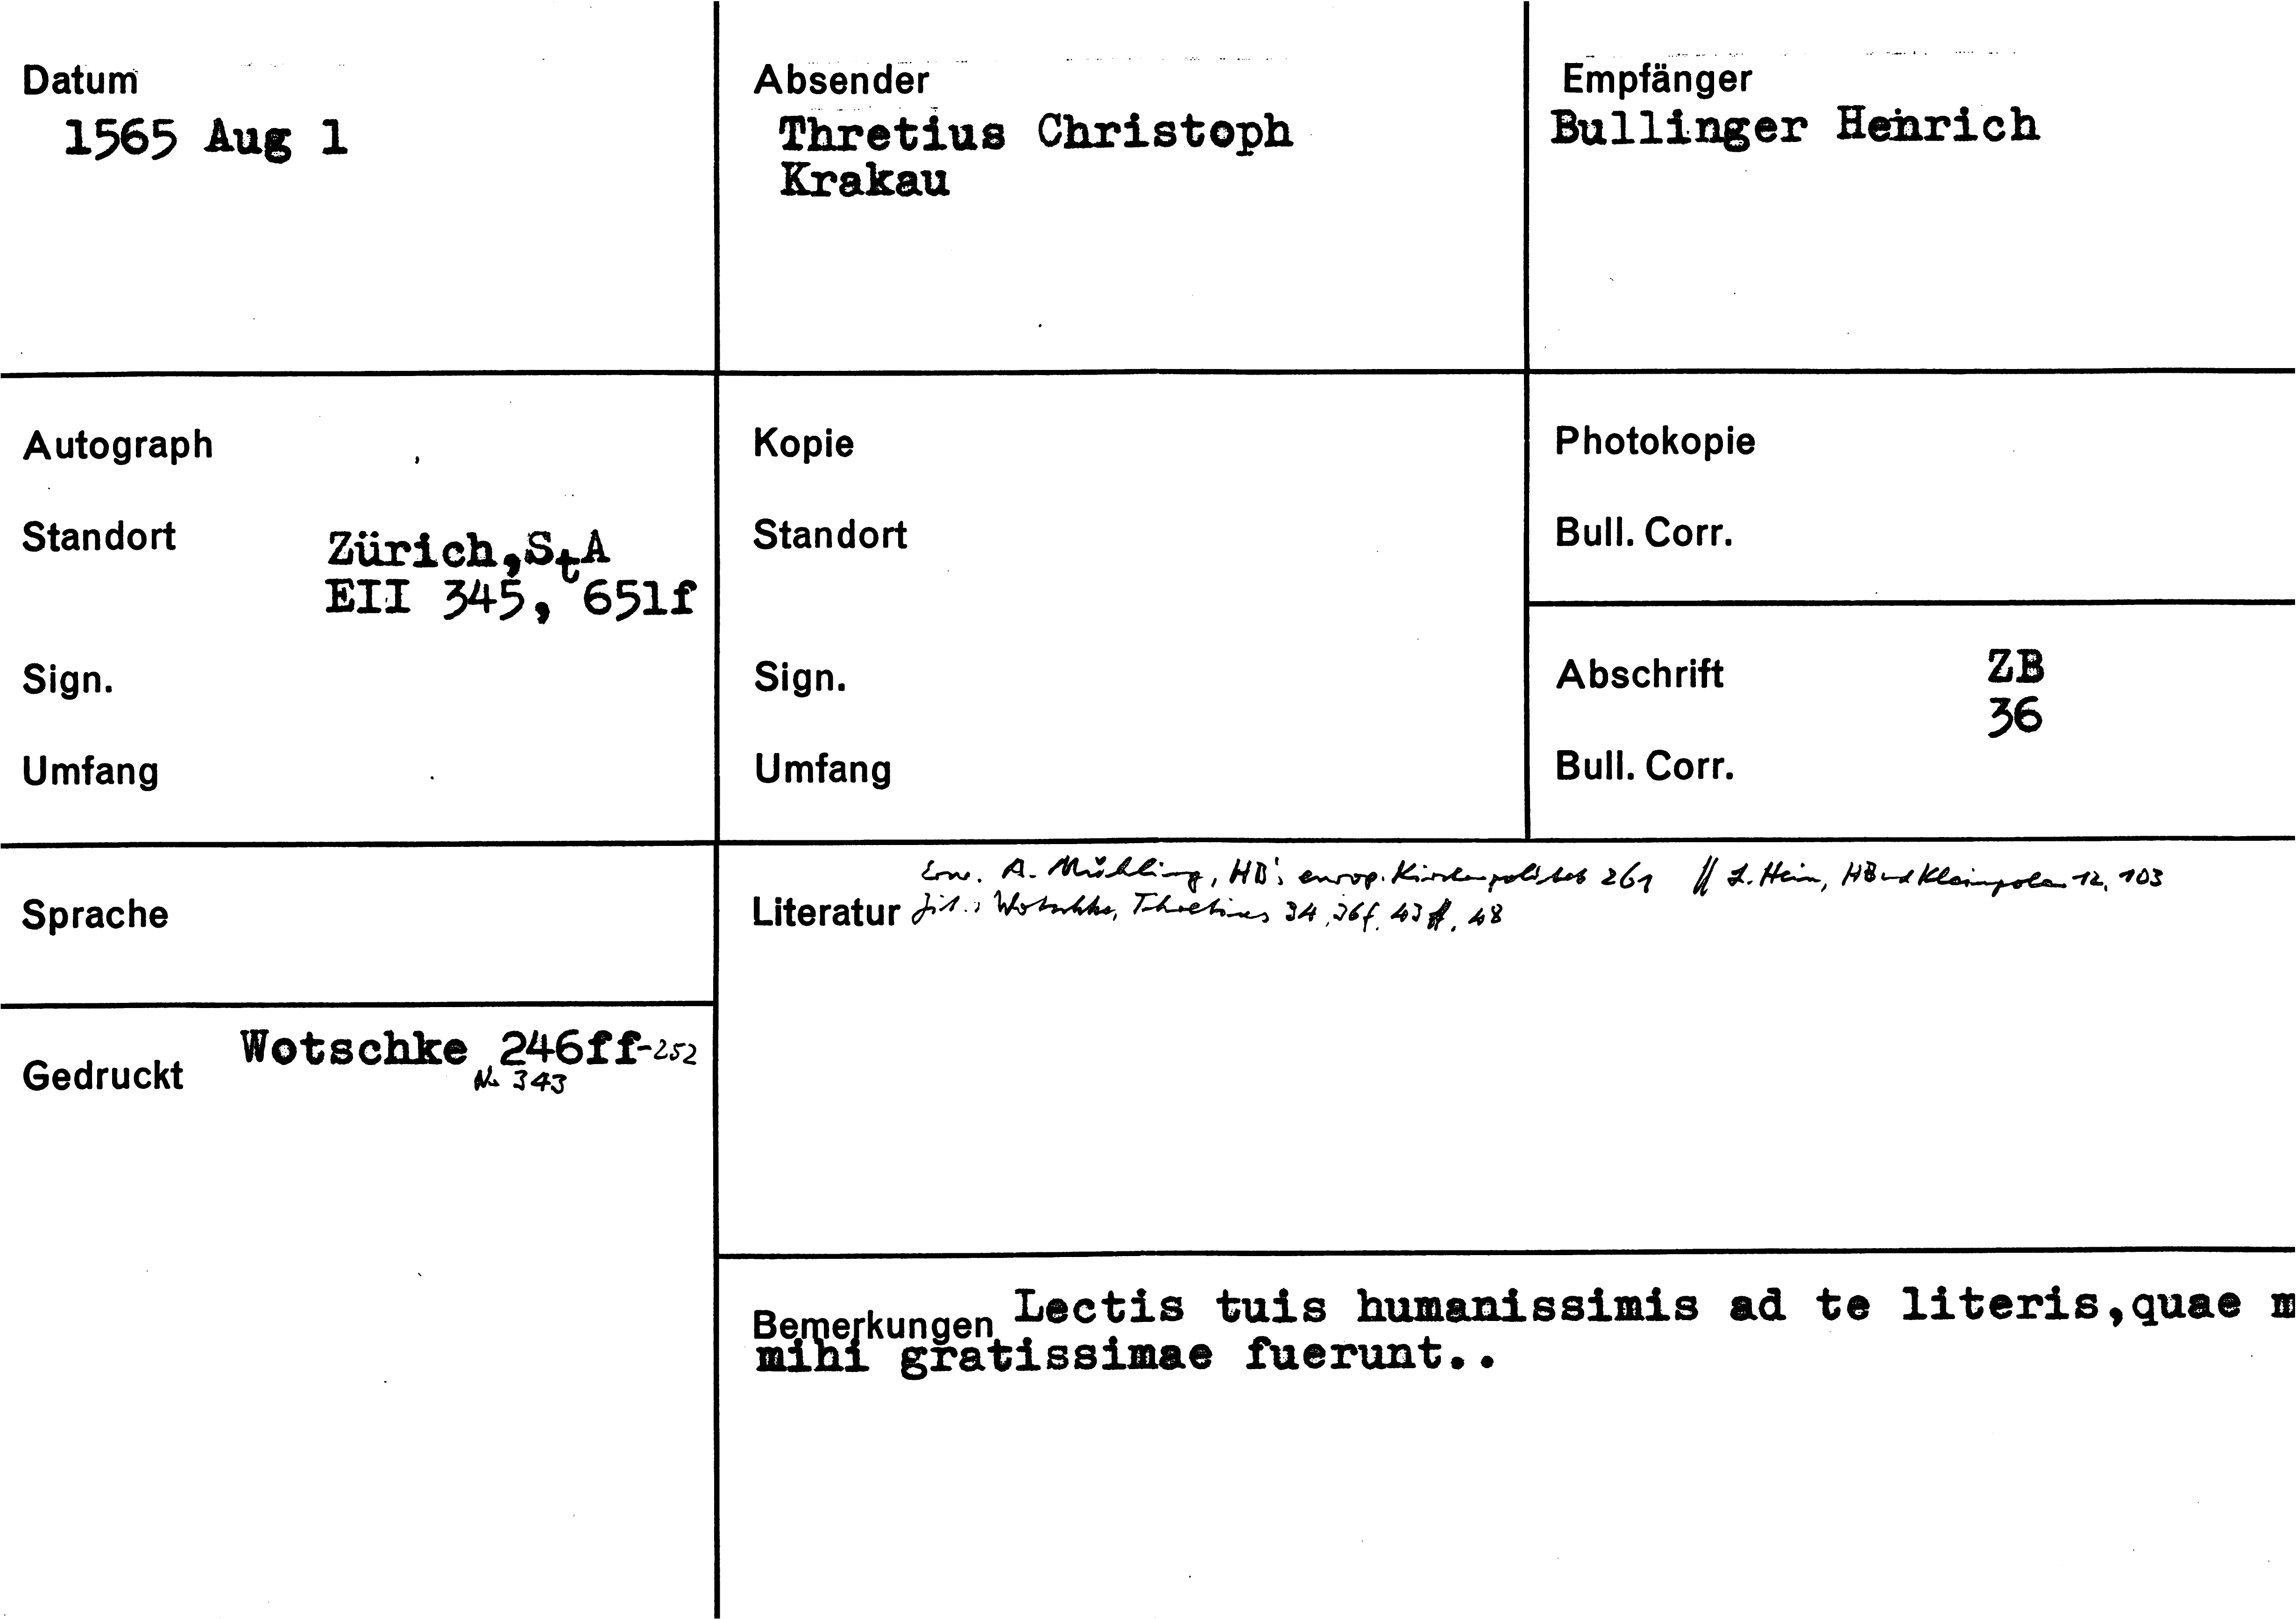 Datum
1565 Aug 1
Absender
Thretius Christoph
Krakau
Empfänger
Bullinger Henrich
Autograph
Standort
Zürich,StA
EII 345, 651f
Sign.
Umfang
Kopie
Standort
Sign.
Umfang
Photokopie
Bull. Corr.
Abschrift
ZB
36
Bull. Corr.
Sprache
Erw. A. Mühling, HB's europ. Kirchenpolitik 261 // L. Hein, HB und Kleinpolen 12, 103
Literatur zit.: Wotschke, Thretius 34, 36f, 43ff, 48
Gedruckt
Wotschke 246ff-252
Nr. 343
Bemerkungen Lectis tuis humanissimis ad te literis,quae m
mihi gratissimae fuerunt..